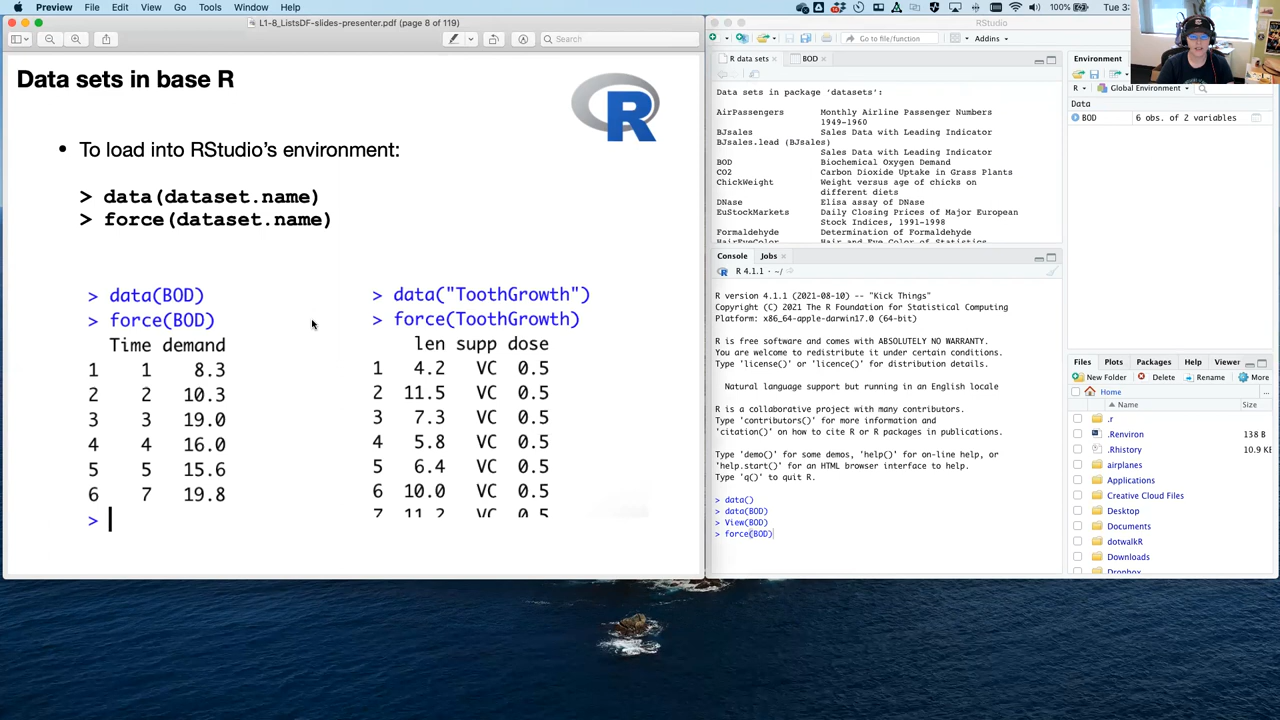 Preview File Edit View Go Tools Window Help
100% Tue 3:
L1-8_ListsDF-slides-presenter.pdf (page 8 of 119)
Search
Data sets in base R
R
• To load into RStudio's environment:
> data(dataset.name)
> force(dataset.name)
> data(BOD)
> force(BOD)
Time demand
1 1 8.3
2 2 10.3
3 3 19.0
4 4 16.0
5 5 15.6
6 7 19.8
>
> data("ToothGrowth")
> force(ToothGrowth)
len supp dose
1 4.2 VC 0.5
2 11.5 VC 0.5
3 7.3 VC 0.5
4 5.8 VC 0.5
5 6.4 VC 0.5
6 10.0 VC 0.5
7 11.2 VC 0.5
RStudio
Go to file/function
Addins
R data sets BOD
Data sets in package 'datasets':
AirPassengers Monthly Airline Passenger Numbers
1949-1960
BJsales Sales Data with Leading Indicator
BJsales.lead (BJsales)
Sales Data with Leading Indicator
BOD Biochemical Oxygen Demand
CO2 Carbon Dioxide Uptake in Grass Plants
ChickWeight Weight versus age of chicks on
different diets
DNase Elisa assay of DNase
EuStockMarkets Daily Closing Prices of Major European
Stock Indices, 1991-1998
Formaldehyde Determination of Formaldehyde
HairEyeColor Hair and Eye Color of Statistics
Console Jobs
R 4.1.1 · ~/
R version 4.1.1 (2021-08-10) -- "Kick Things"
Copyright (C) 2021 The R Foundation for Statistical Computing
Platform: x86_64-apple-darwin17.0 (64-bit)
R is free software and comes with ABSOLUTELY NO WARRANTY.
You are welcome to redistribute it under certain conditions.
Type 'license()' or 'licence()' for distribution details.
Natural language support but running in an English locale
R is a collaborative project with many contributors.
Type 'contributors()' for more information and
'citation()' on how to cite R or R packages in publications.
Type 'demo()' for some demos, 'help()' for on-line help, or
'help.start()' for an HTML browser interface to help.
Type 'q()' to quit R.
> data()
> data(BOD)
> View(BOD)
> force(BOD)
Environment
R Global Environment
Data
BOD 6 obs. of 2 variables
Files Plots Packages Help Viewer
New Folder Delete Rename More
Home
Name Size
.r
.Renviron 138 B
.Rhistory 10.9 KB
airplanes
Applications
Creative Cloud Files
Desktop
Documents
dotwalkR
Downloads
Dropbox